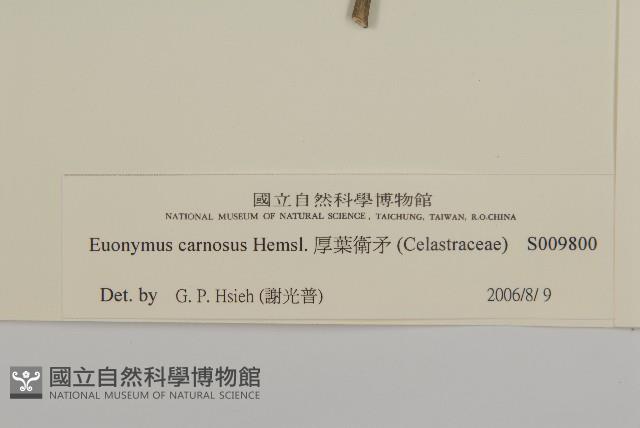 國立自然科學博物館
NATIONAL MUSEUM OF NATURAL SCIENCE, TAICHUNG, TAIWAN, R.O.CHINA
Euonymus carnosus Hemsl. 厚葉衛矛 (Celastraceae) S009800
Det. by G. P. Hsieh (謝光普) 2006/8/ 9
國立自然科學博物館
NATIONAL MUSEUM OF NATURAL SCIENCE